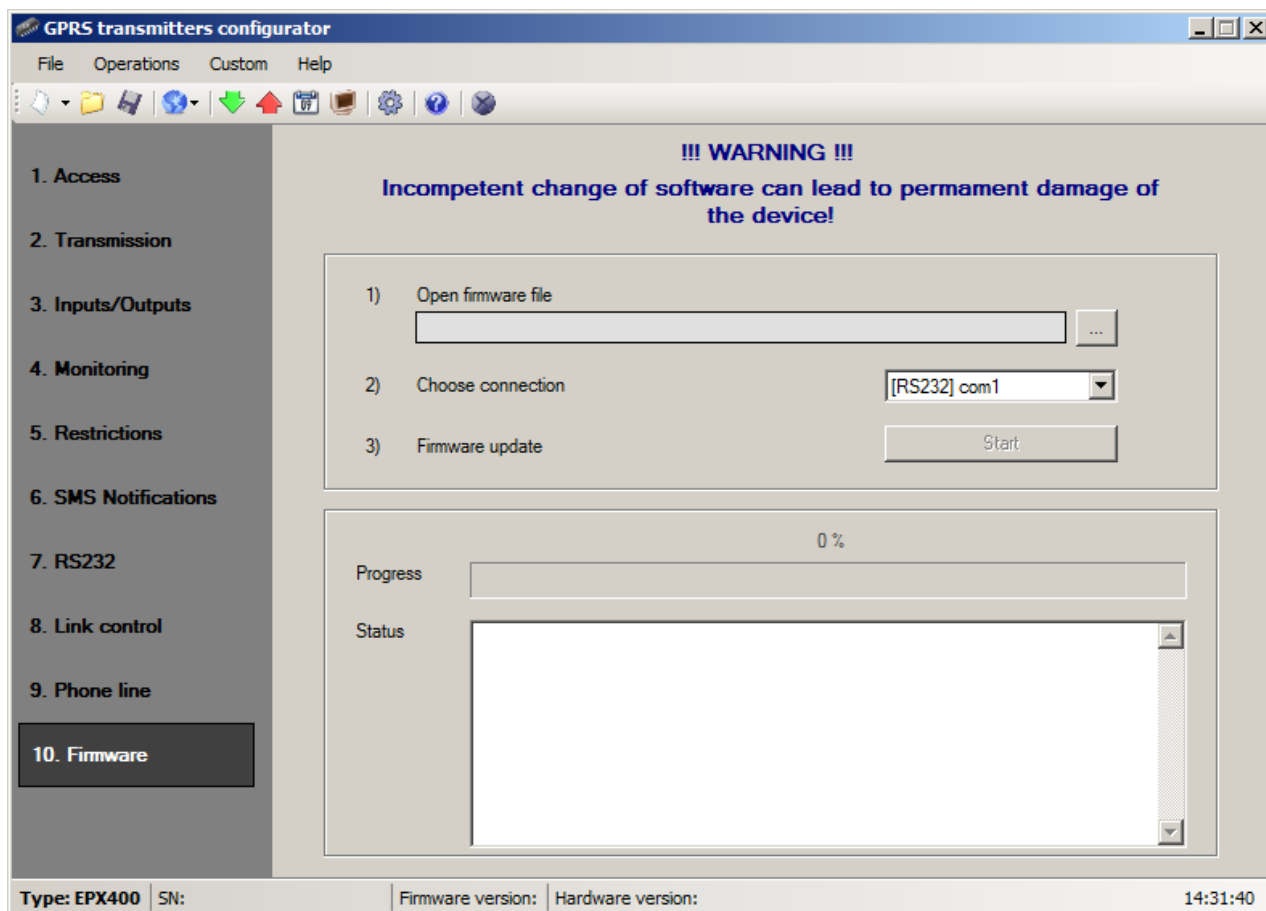 GPRS transmitters configurator
File Operations Custom Help
1. Access
2. Transmission
3. Inputs/Outputs
4. Monitoring
5. Restrictions
6. SMS Notifications
7. RS232
8. Link control
9. Phone line
10. Firmware
!!! WARNING !!!
Incompetent change of software can lead to permament damage of
the device!
1) Open firmware file
...
2) Choose connection [RS232] com1
3) Firmware update Start
0 %
Progress
Status
Type: EPX400 SN: Firmware version: Hardware version: 14:31:40